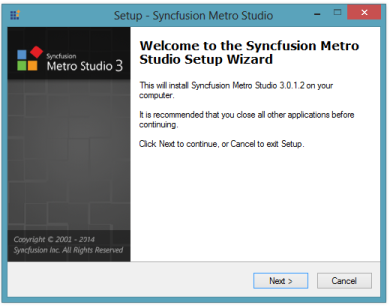 Setup - Syncfusion Metro Studio
Syncfusion
Metro Studio 3
Welcome to the Syncfusion Metro
Studio Setup Wizard
This will install Syncfusion Metro Studio 3.0.1.2 on your
computer.
It is recommended that you close all other applications before
continuing.
Click Next to continue, or Cancel to exit Setup.
Copyright © 2001 - 2014
Syncfusion Inc. All Rights Reserved
Next >
Cancel